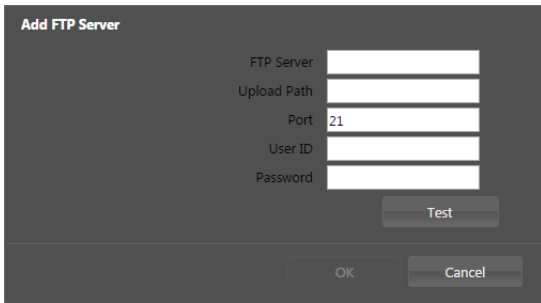 Add FTP Server
FTP Server
Upload Path
Port 21
User ID
Password
Test
OK Cancel